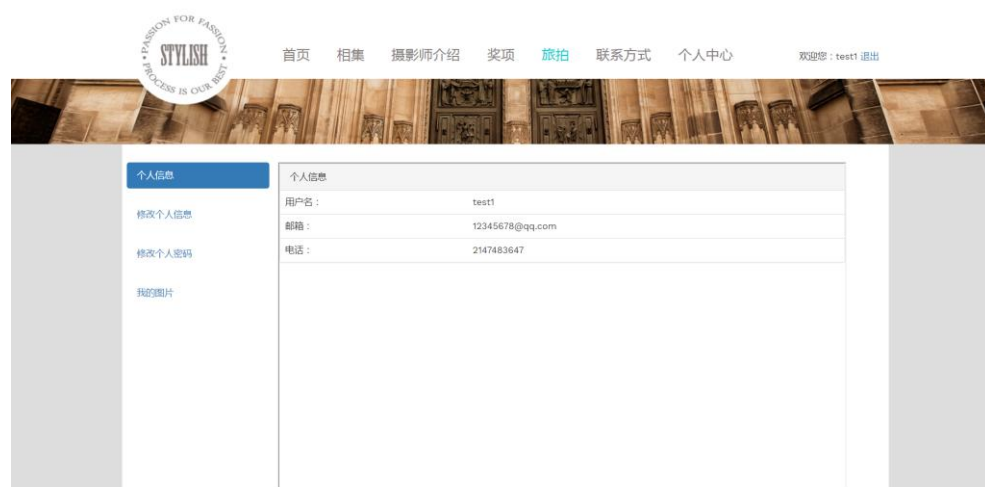 PASSION FOR FASSION
STYLISH
PROCESS IS OUR BEST
首页 相集 摄影师介绍 奖项 旅拍 联系方式 个人中心 欢迎您：test1 退出
个人信息
修改个人信息
修改个人密码
我的图片
个人信息
用户名： test1
邮箱： 12345678@qq.com
电话： 2147483647